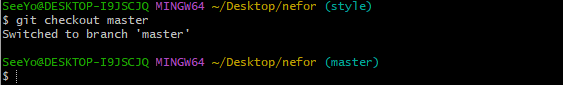 SeeYo@DESKTOP-I9JSCJQ MINGW64 ~/Desktop/nefor (style)
$ git checkout master
Switched to branch 'master'
SeeYo@DESKTOP-I9JSCJQ MINGW64 ~/Desktop/nefor (master)
$